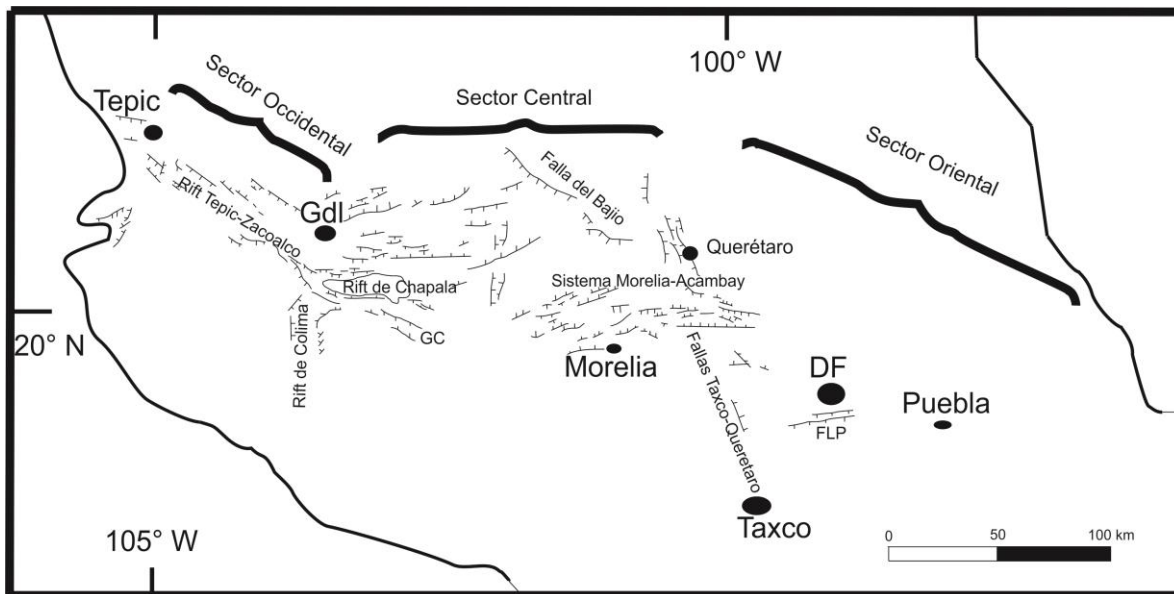 100° W
Tepic
Sector Occidental
Sector Central
Sector Oriental
Falla del Bajio
Rift Tepic-Zacoalco
Gdl
Querétaro
Rift de Chapala
Sistema Morelia-Acambay
20° N
Rift de Colima
GC
Morelia
Fallas Taxco-Queretaro
DF
FLP
Puebla
Taxco
105° W
0 50 100 km